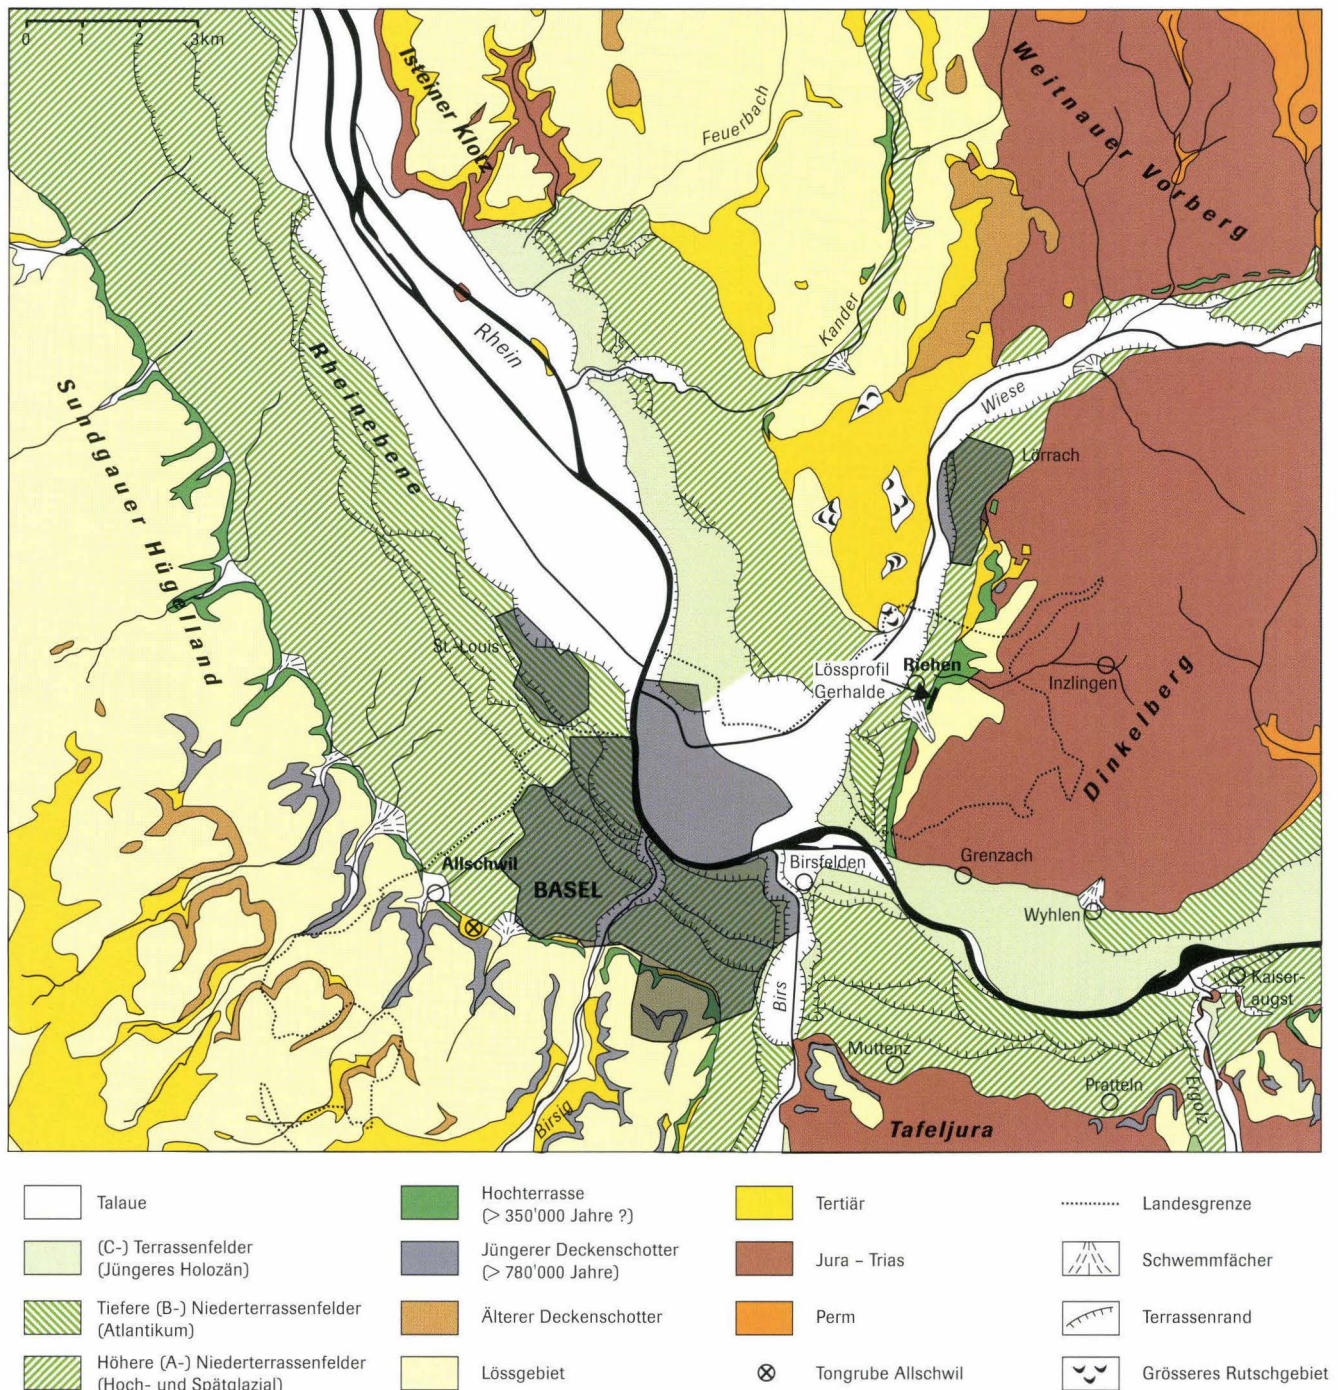 0 1 2 3km
Isteiner Klotz
Weitnauer Vorberg
Feuerbach
Kander
Rhein
Rheinebene
Sundgauer Hügelland
Wiese
Lörrach
St.-Louis
Lössprofil
Gerhalde
Riehen
Inzlingen
Dinkelberg
Allschwil
BASEL
Birsfelden
Grenzach
Wyhlen
Kaiser-
Augst
Birs
Muttenz
Pratteln
Ergolz
Birsig
Tafeljura
Talaue
(C-) Terrassenfelder
(Jüngeres Holozän)
Tiefere (B-) Niederterrassenfelder
(Atlantikum)
Höhere (A-) Niederterrassenfelder
(Hoch- und Spätglazial)
Hochterrasse
(> 350'000 Jahre ?)
Jüngerer Deckenschotter
(> 780'000 Jahre)
Älterer Deckenschotter
Lössgebiet
Tertiär
Jura – Trias
Perm
Tongrube Allschwil
Landesgrenze
Schwemmfächer
Terrassenrand
Grösseres Rutschgebiet